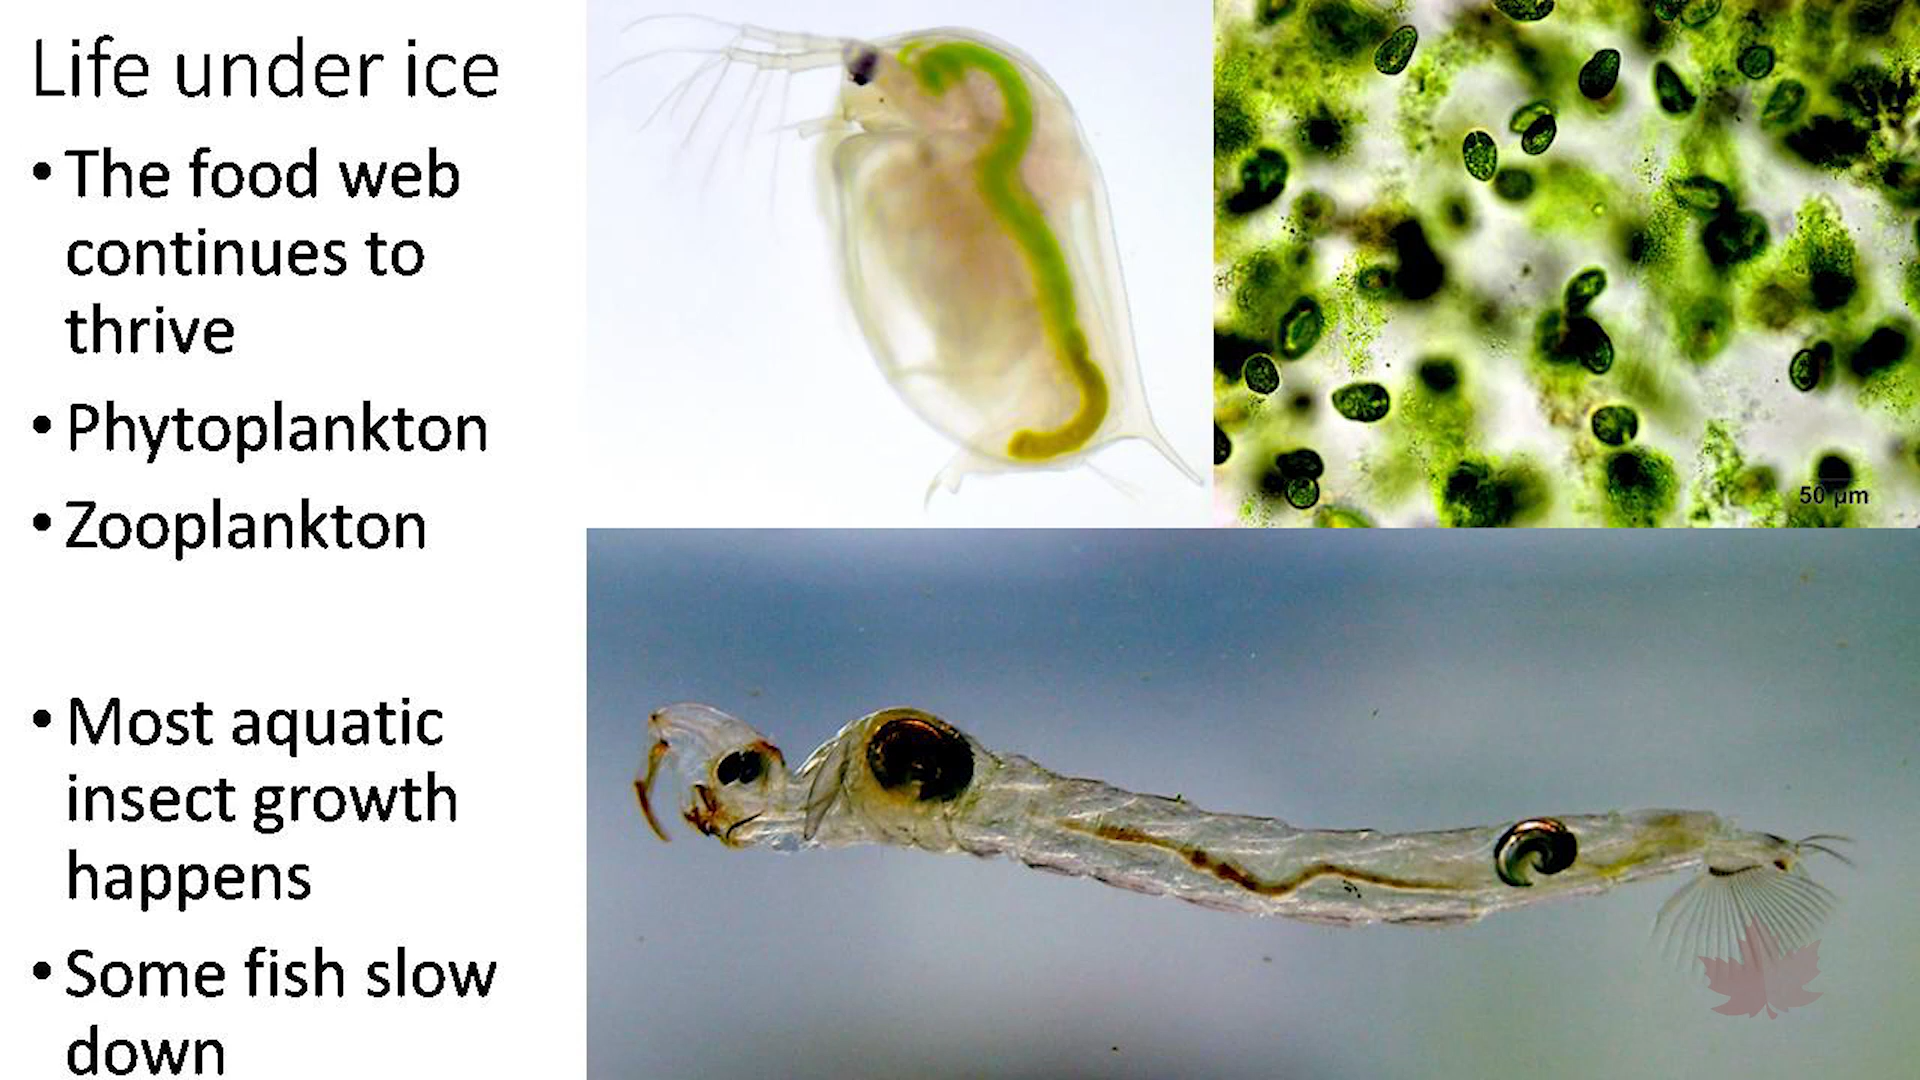 Life under ice
• The food web
continues to
thrive
• Phytoplankton
• Zooplankton
• Most aquatic
insect growth
happens
• Some fish slow
down
50 µm